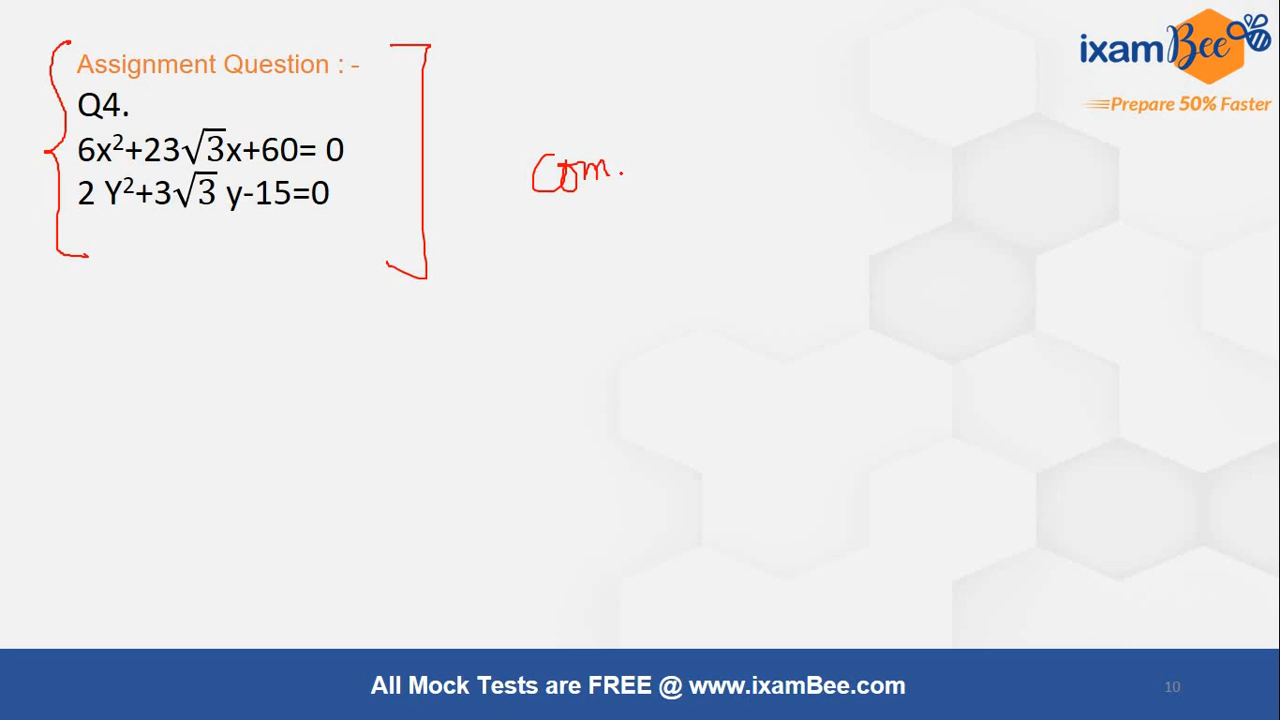 Assignment Question : -
Q4.
6x²+23√3x+60= 0
2 Y²+3√3 y-15=0
Com.
ixamBee
Prepare 50% Faster
All Mock Tests are FREE @ www.ixamBee.com
10